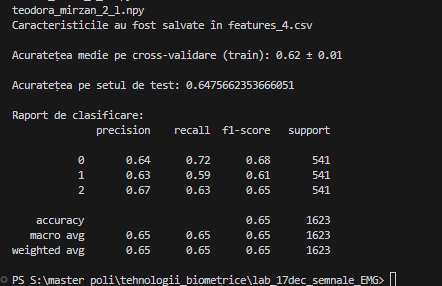 teodora_mirzan_2_l.npy
Caracteristicile au fost salvate în features_4.csv
Acuratețea medie pe cross-validare (train): 0.62 ± 0.01
Acuratețea pe setul de test: 0.6475662353666051
Raport de clasificare:
precision recall f1-score support
0 0.64 0.72 0.68 541
1 0.63 0.59 0.61 541
2 0.67 0.63 0.65 541
accuracy 0.65 1623
macro avg 0.65 0.65 0.65 1623
weighted avg 0.65 0.65 0.65 1623
PS S:\master poli\tehnologii_biometrice\lab_17dec_semnale_EMG>